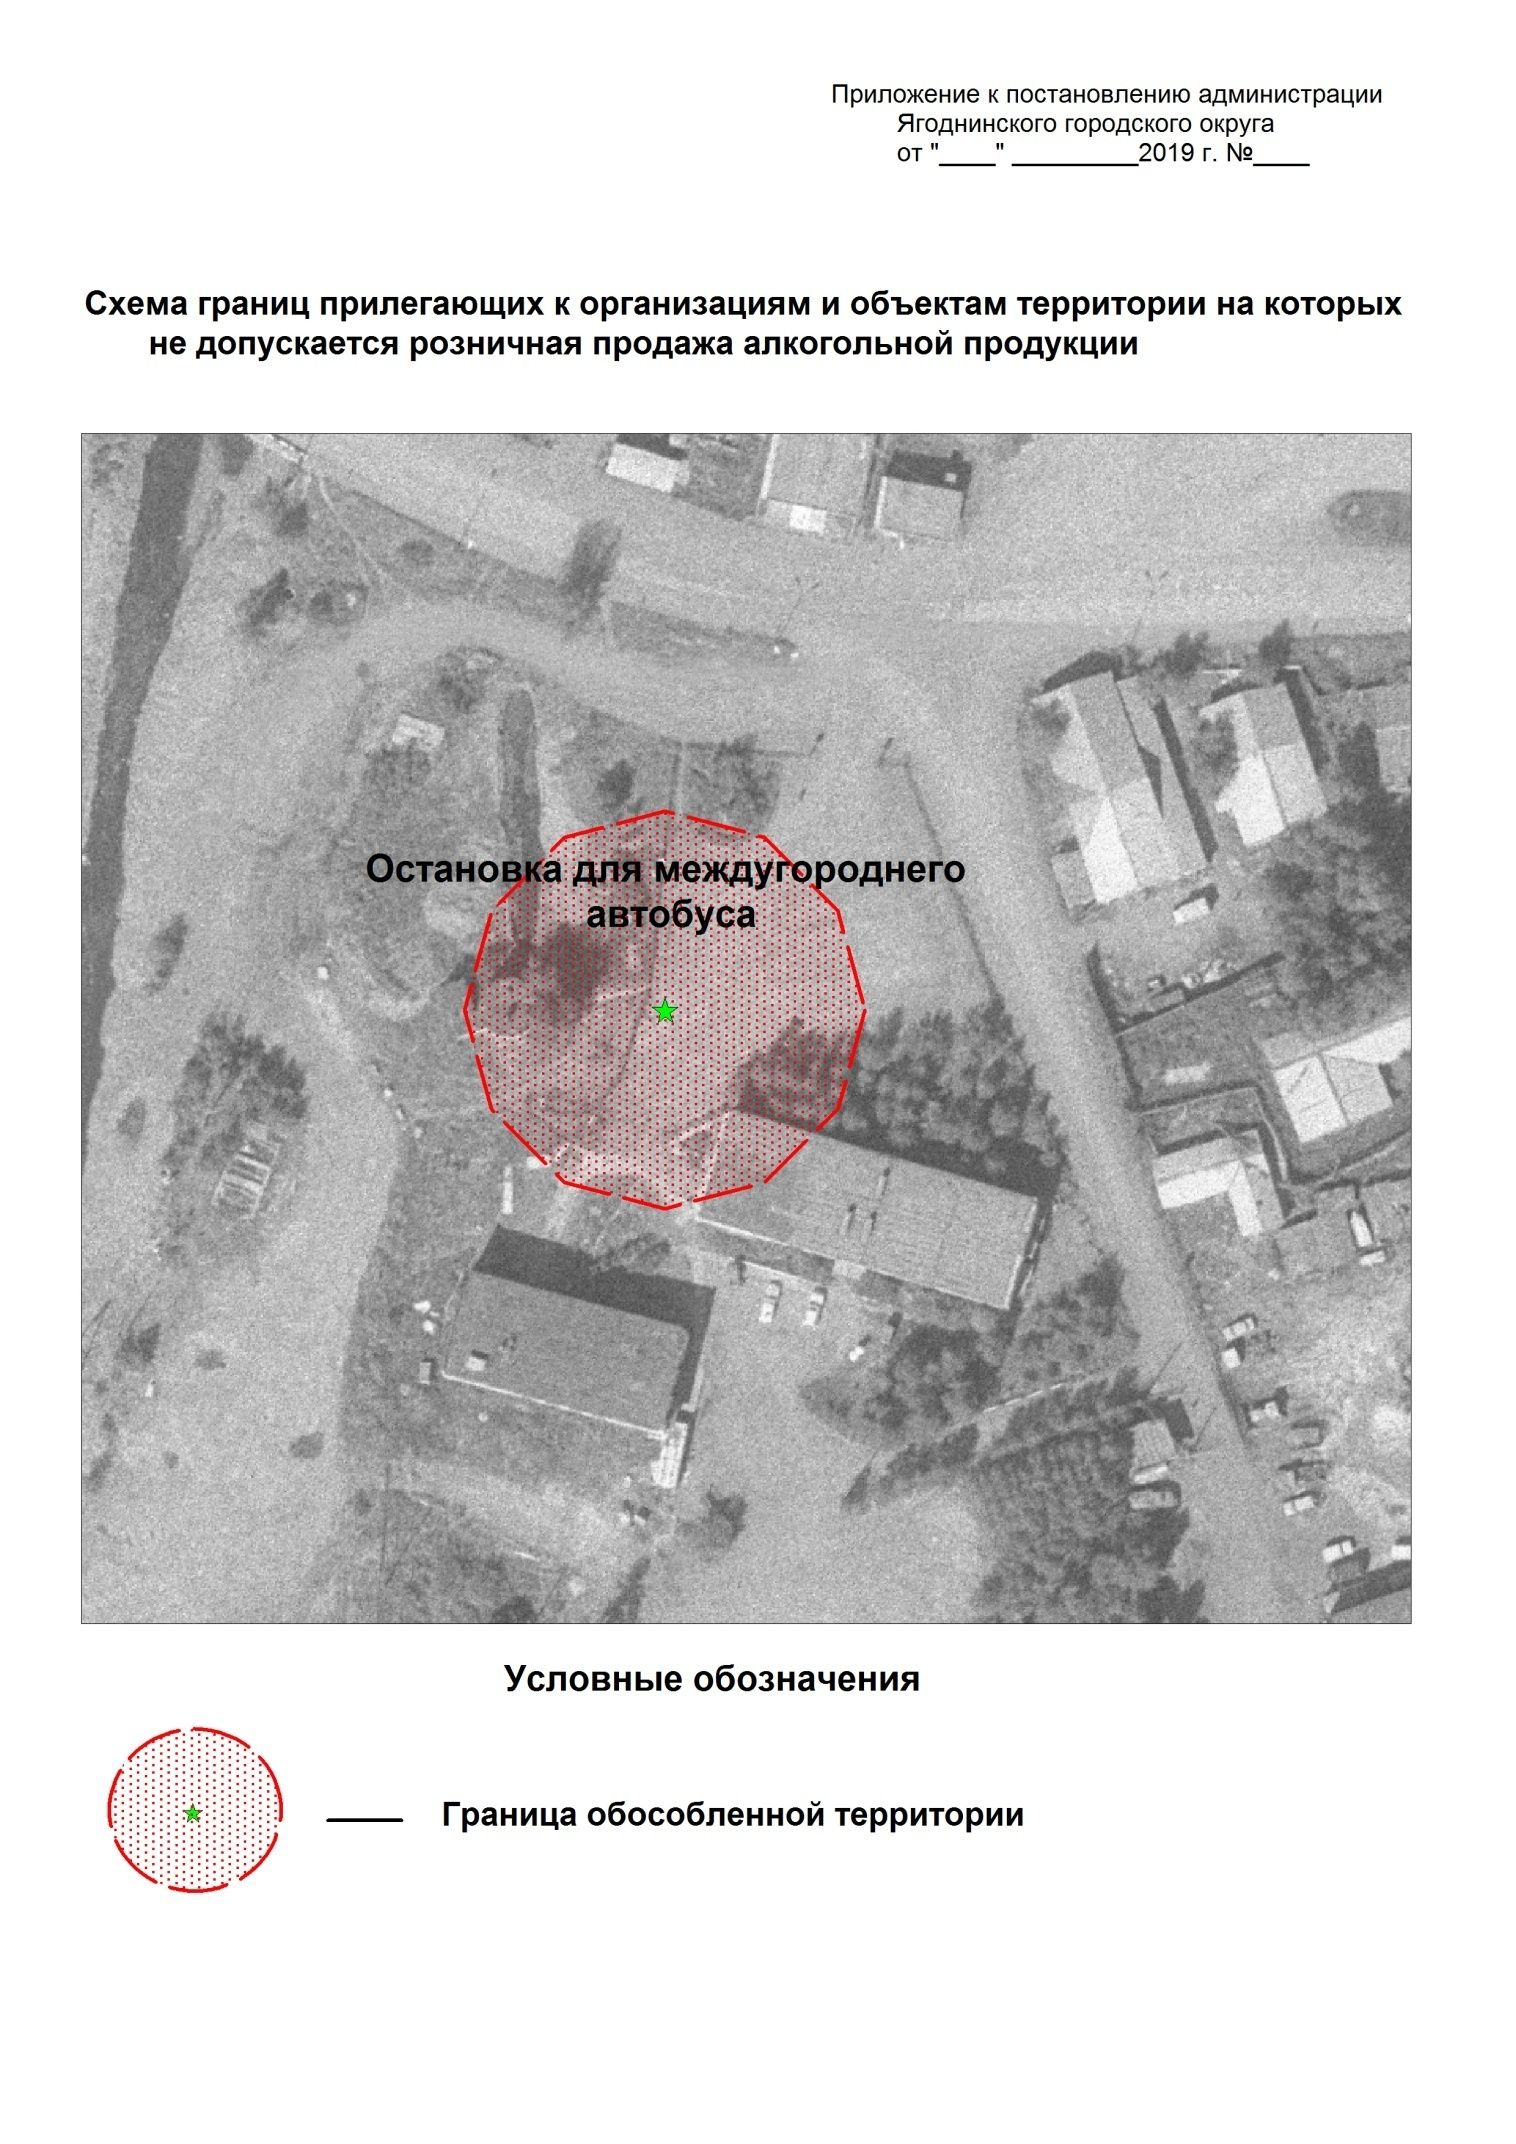 Приложение к постановлению администрации
Ягоднинского городского округа
от "____" _________2019 г. №____
Схема границ прилегающих к организациям и объектам территории на которых
не допускается розничная продажа алкогольной продукции
Остановка для междугороднего
автобуса
Условные обозначения
Граница обособленной территории